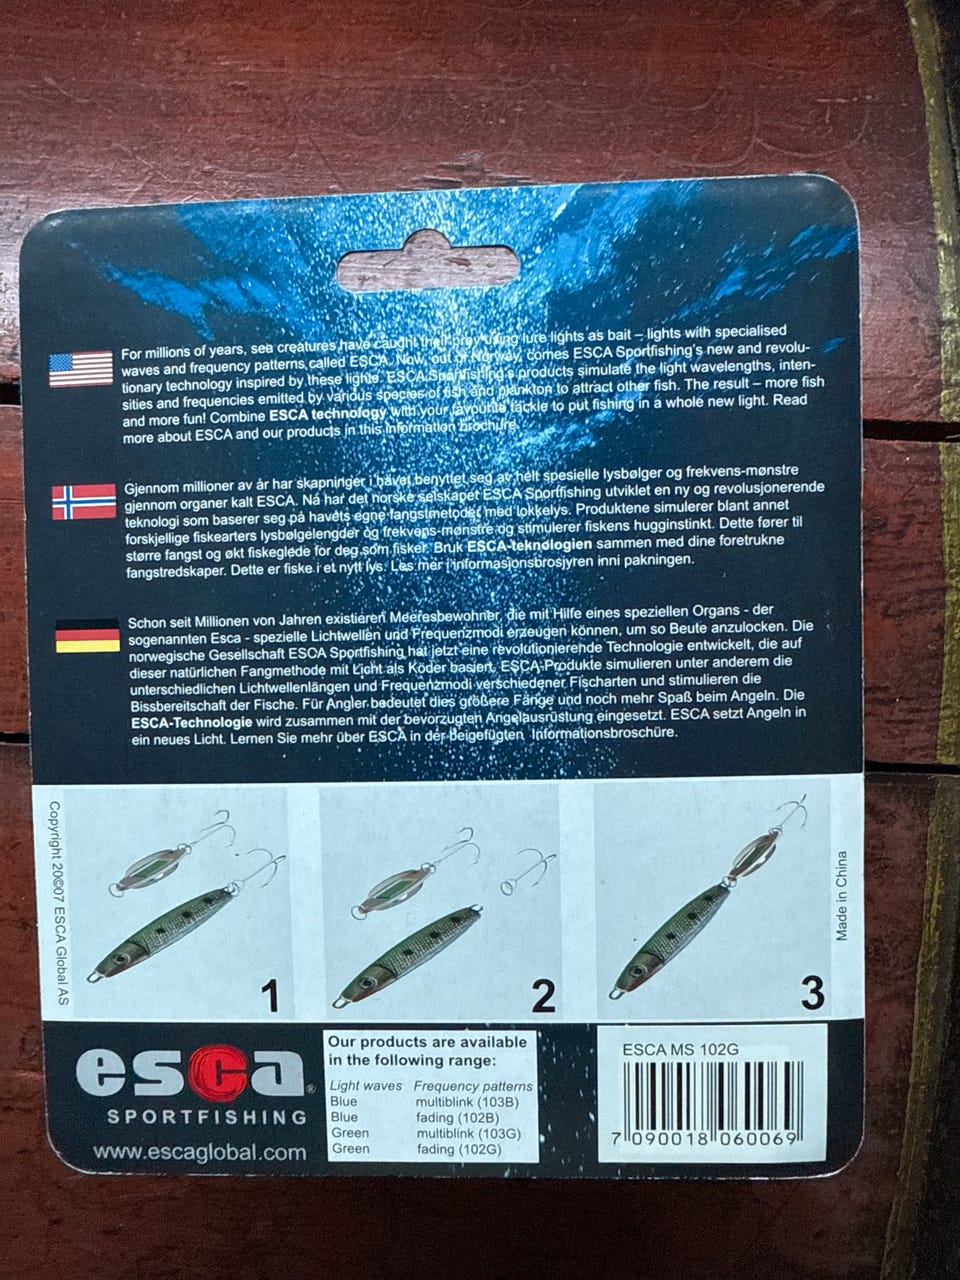 For millions of years, sea creatures have caught their prey using lure lights as bait – lights with specialised
waves and frequency patterns called ESCA. Now, out of Norway, comes ESCA Sportfishing's new and revolu-
tionary technology inspired by these lights. ESCA Sportfishing's products simulate the light wavelengths, inten-
sities and frequencies emitted by various species of fish and plankton to attract other fish. The result – more fish
and more fun! Combine ESCA technology with your favourite tackle to put fishing in a whole new light. Read
more about ESCA and our products in this information brochure.
Gjennom millioner av år har skapninger i havet benyttet seg av helt spesielle lysbølger og frekvens-mønstre
gjennom organer kalt ESCA. Nå har det norske selskapet ESCA Sportfishing utviklet en ny og revolusjonerende
teknologi som baserer seg på havets egne fangstmetoder med lokkelys. Produktene simulerer blant annet
forskjellige fiskearters lysbølgelengder og frekvens-mønstre og stimulerer fiskens hugginstinkt. Dette fører til
større fangst og økt fiskeglede for deg som fisker. Bruk ESCA-teknologien sammen med dine foretrukne
fangstredskaper. Dette er fiske i et nytt lys. Les mer i informasjonsbrosjyren inni pakningen.
Schon seit Millionen von Jahren existieren Meeresbewohner, die mit Hilfe eines speziellen Organs - der
sogenannten Esca - spezielle Lichtwellen und Frequenzmodi erzeugen können, um so Beute anzulocken. Die
norwegische Gesellschaft ESCA Sportfishing hat jetzt eine revolutionierende Technologie entwickelt, die auf
dieser natürlichen Fangmethode mit Licht als Köder basiert. ESCA-Produkte simulieren unter anderem die
unterschiedlichen Lichtwellenlängen und Frequenzmodi verschiedener Fischarten und stimulieren die
Bissbereitschaft der Fische. Für Angler bedeutet dies größere Fänge und noch mehr Spaß beim Angeln. Die
ESCA-Technologie wird zusammen mit der bevorzugten Angelausrüstung eingesetzt. ESCA setzt Angeln in
ein neues Licht. Lernen Sie mehr über ESCA in der beigefügten Informationsbroschüre.
Copyright 20©07 ESCA Global AS
1
2
3
Made in China
esca®
SPORTFISHING
www.escaglobal.com
Our products are available
in the following range:
Light waves Frequency patterns
Blue multiblink (103B)
Blue fading (102B)
Green multiblink (103G)
Green fading (102G)
ESCA MS 102G
7 090018 060069